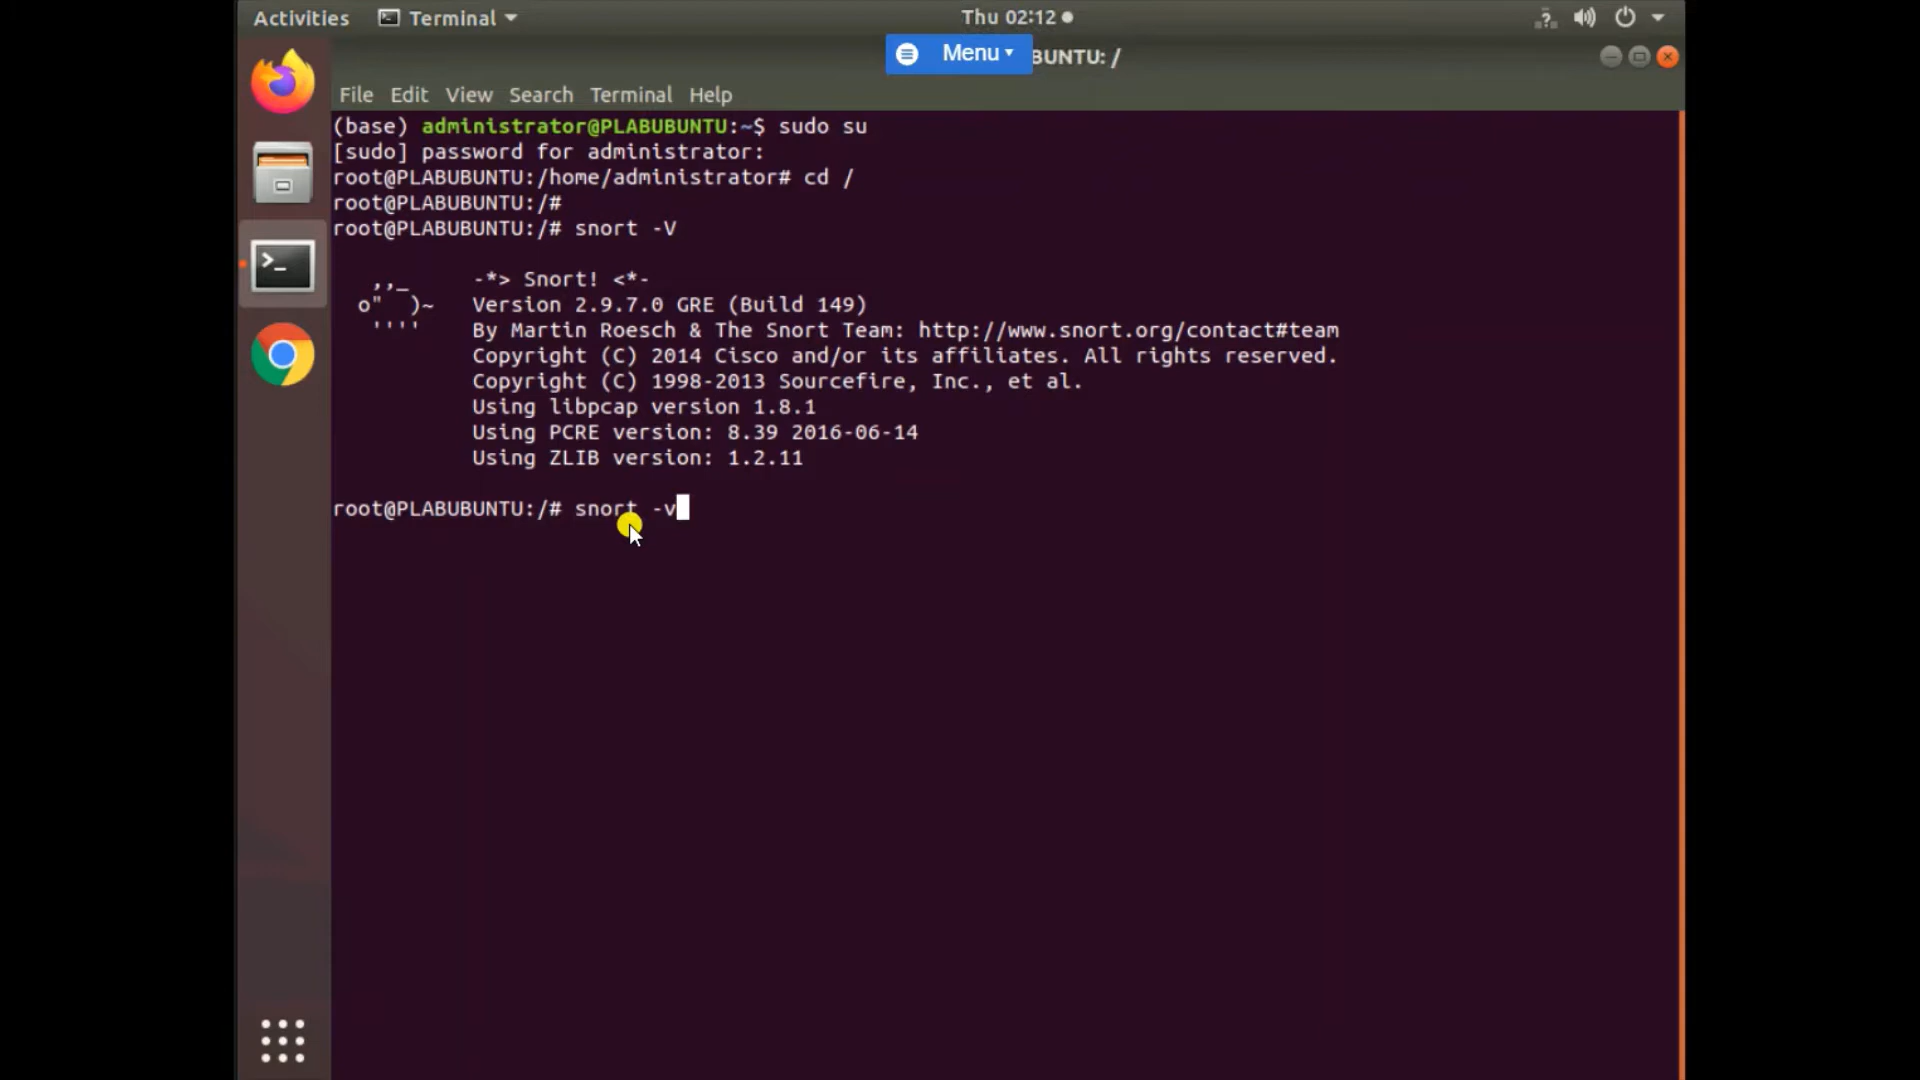 Activities Terminal Thu 02:12
Menu BUNTU: /
File Edit View Search Terminal Help
(base) administrator@PLABUBUNTU:~$ sudo su
[sudo] password for administrator:
root@PLABUBUNTU:/home/administrator# cd /
root@PLABUBUNTU:/#
root@PLABUBUNTU:/# snort -V
,,_ -*> Snort! <*-
o" )~ Version 2.9.7.0 GRE (Build 149)
'''' By Martin Roesch & The Snort Team: http://www.snort.org/contact#team
Copyright (C) 2014 Cisco and/or its affiliates. All rights reserved.
Copyright (C) 1998-2013 Sourcefire, Inc., et al.
Using libpcap version 1.8.1
Using PCRE version: 8.39 2016-06-14
Using ZLIB version: 1.2.11
root@PLABUBUNTU:/# snort -v